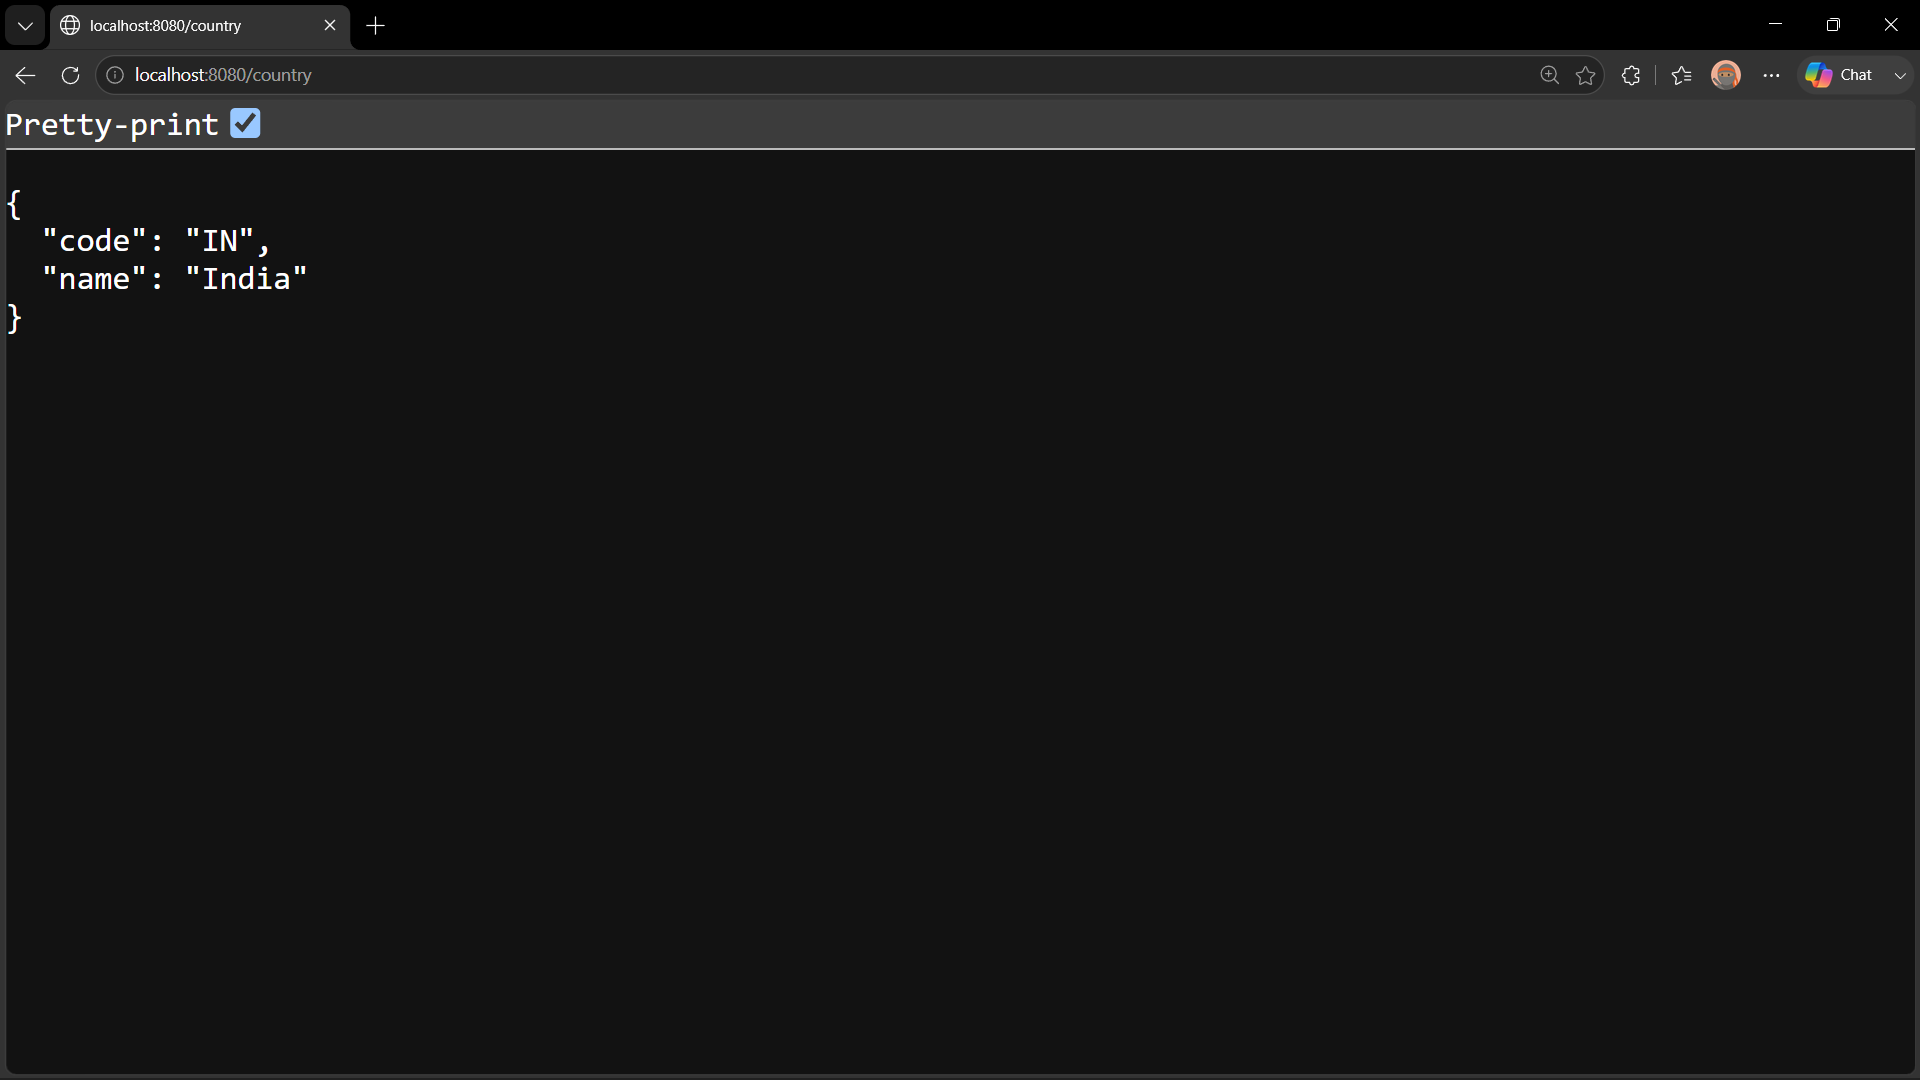 localhost:8080/country
localhost:8080/country
Chat
Pretty-print
{
  "code": "IN",
  "name": "India"
}